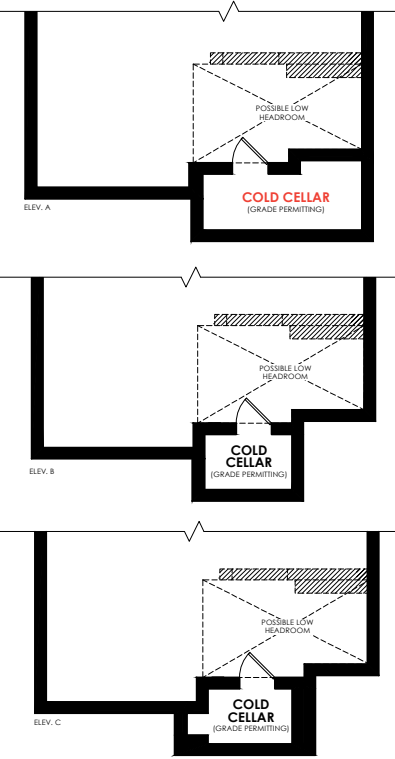 POSSIBLE LOW
HEADROOM
COLD CELLAR
(GRADE PERMITTING)
ELEV. A
POSSIBLE LOW
HEADROOM
COLD
CELLAR
(GRADE PERMITTING)
ELEV. B
POSSIBLE LOW
HEADROOM
COLD
CELLAR
(GRADE PERMITTING)
ELEV. C